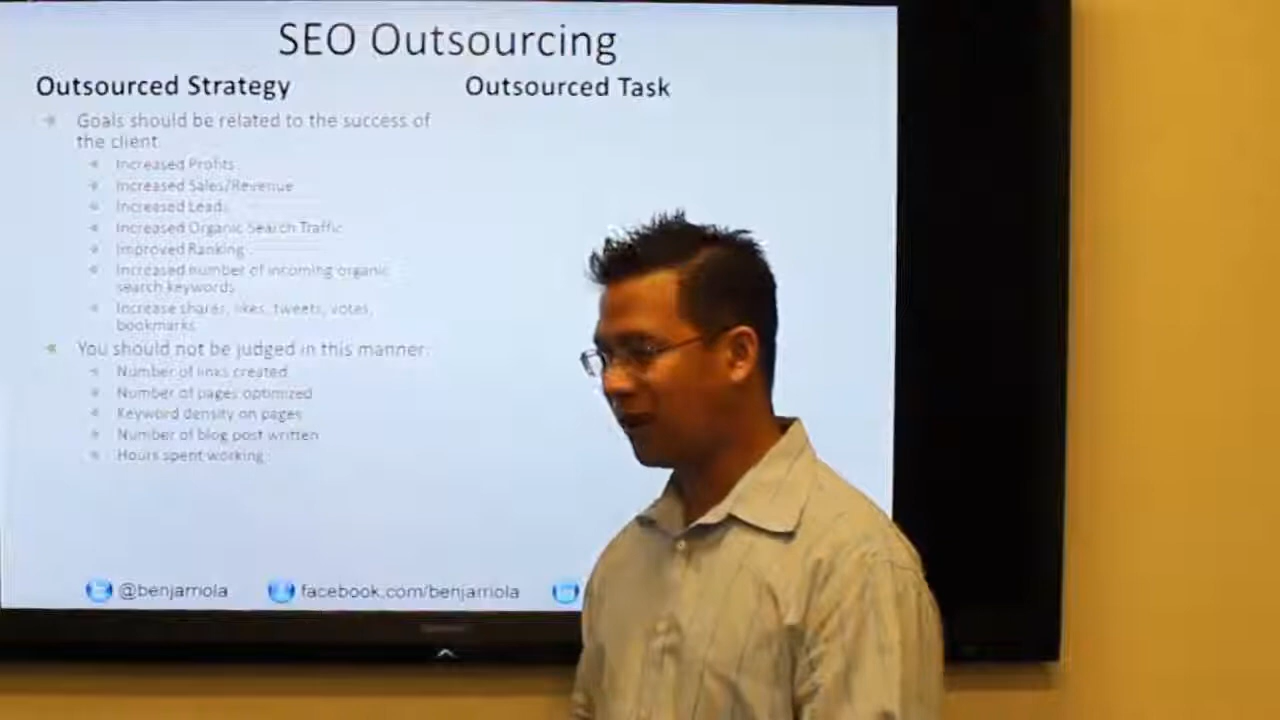 SEO Outsourcing
Outsourced Strategy
Goals should be related to the success of
the client
Increased Profits
Increased Sales/Revenue
Increased Leads
Increased Organic Search Traffic
Improved Ranking
Increased number of incoming organic
search keywords
Increase shares, likes, tweets, votes,
bookmarks
You should not be judged in this manner:
Number of links created
Number of pages optimized
Keyword density on pages
Number of blog post written
Hours spent working
Outsourced Task
@benjarriola
facebook.com/benjarriola